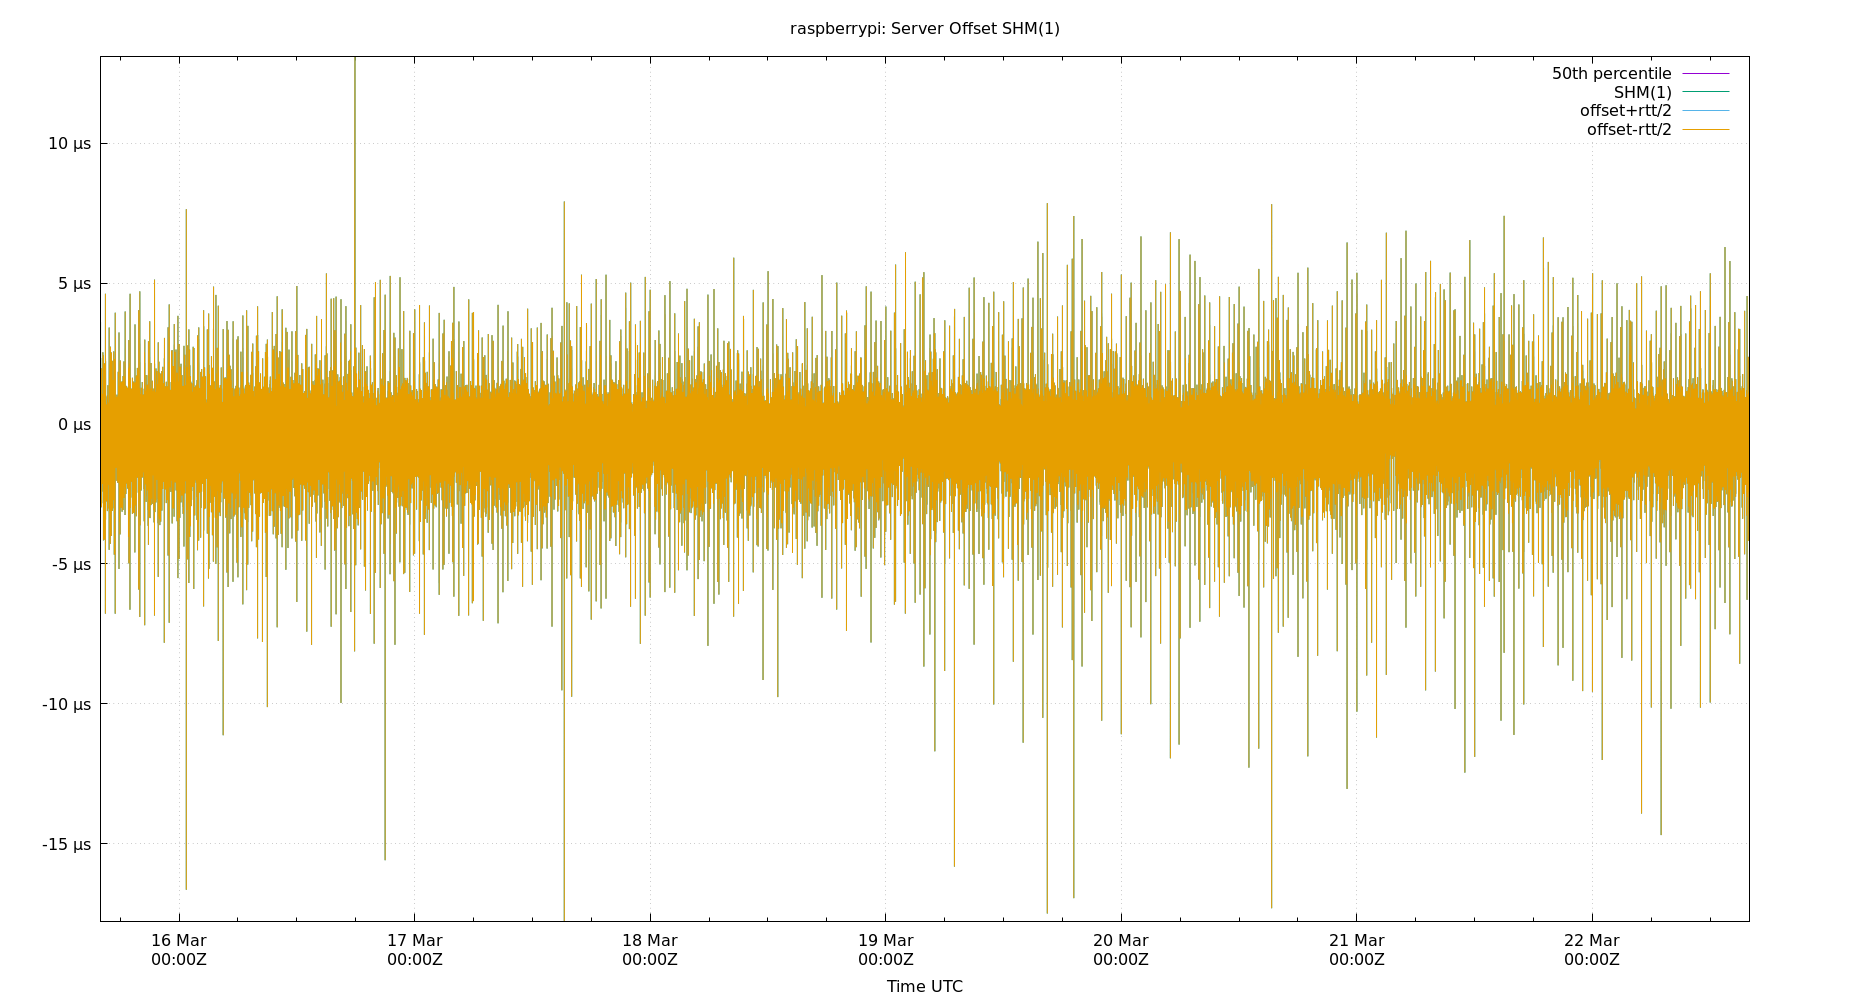 raspberrypi: Server Offset SHM(1)
50th percentile
SHM(1)
offset+rtt/2
offset-rtt/2
10 µs
5 µs
0 µs
-5 µs
-10 µs
-15 µs
16 Mar 17 Mar 18 Mar 19 Mar 20 Mar 21 Mar 22 Mar
00:00Z 00:00Z 00:00Z 00:00Z 00:00Z 00:00Z 00:00Z
Time UTC